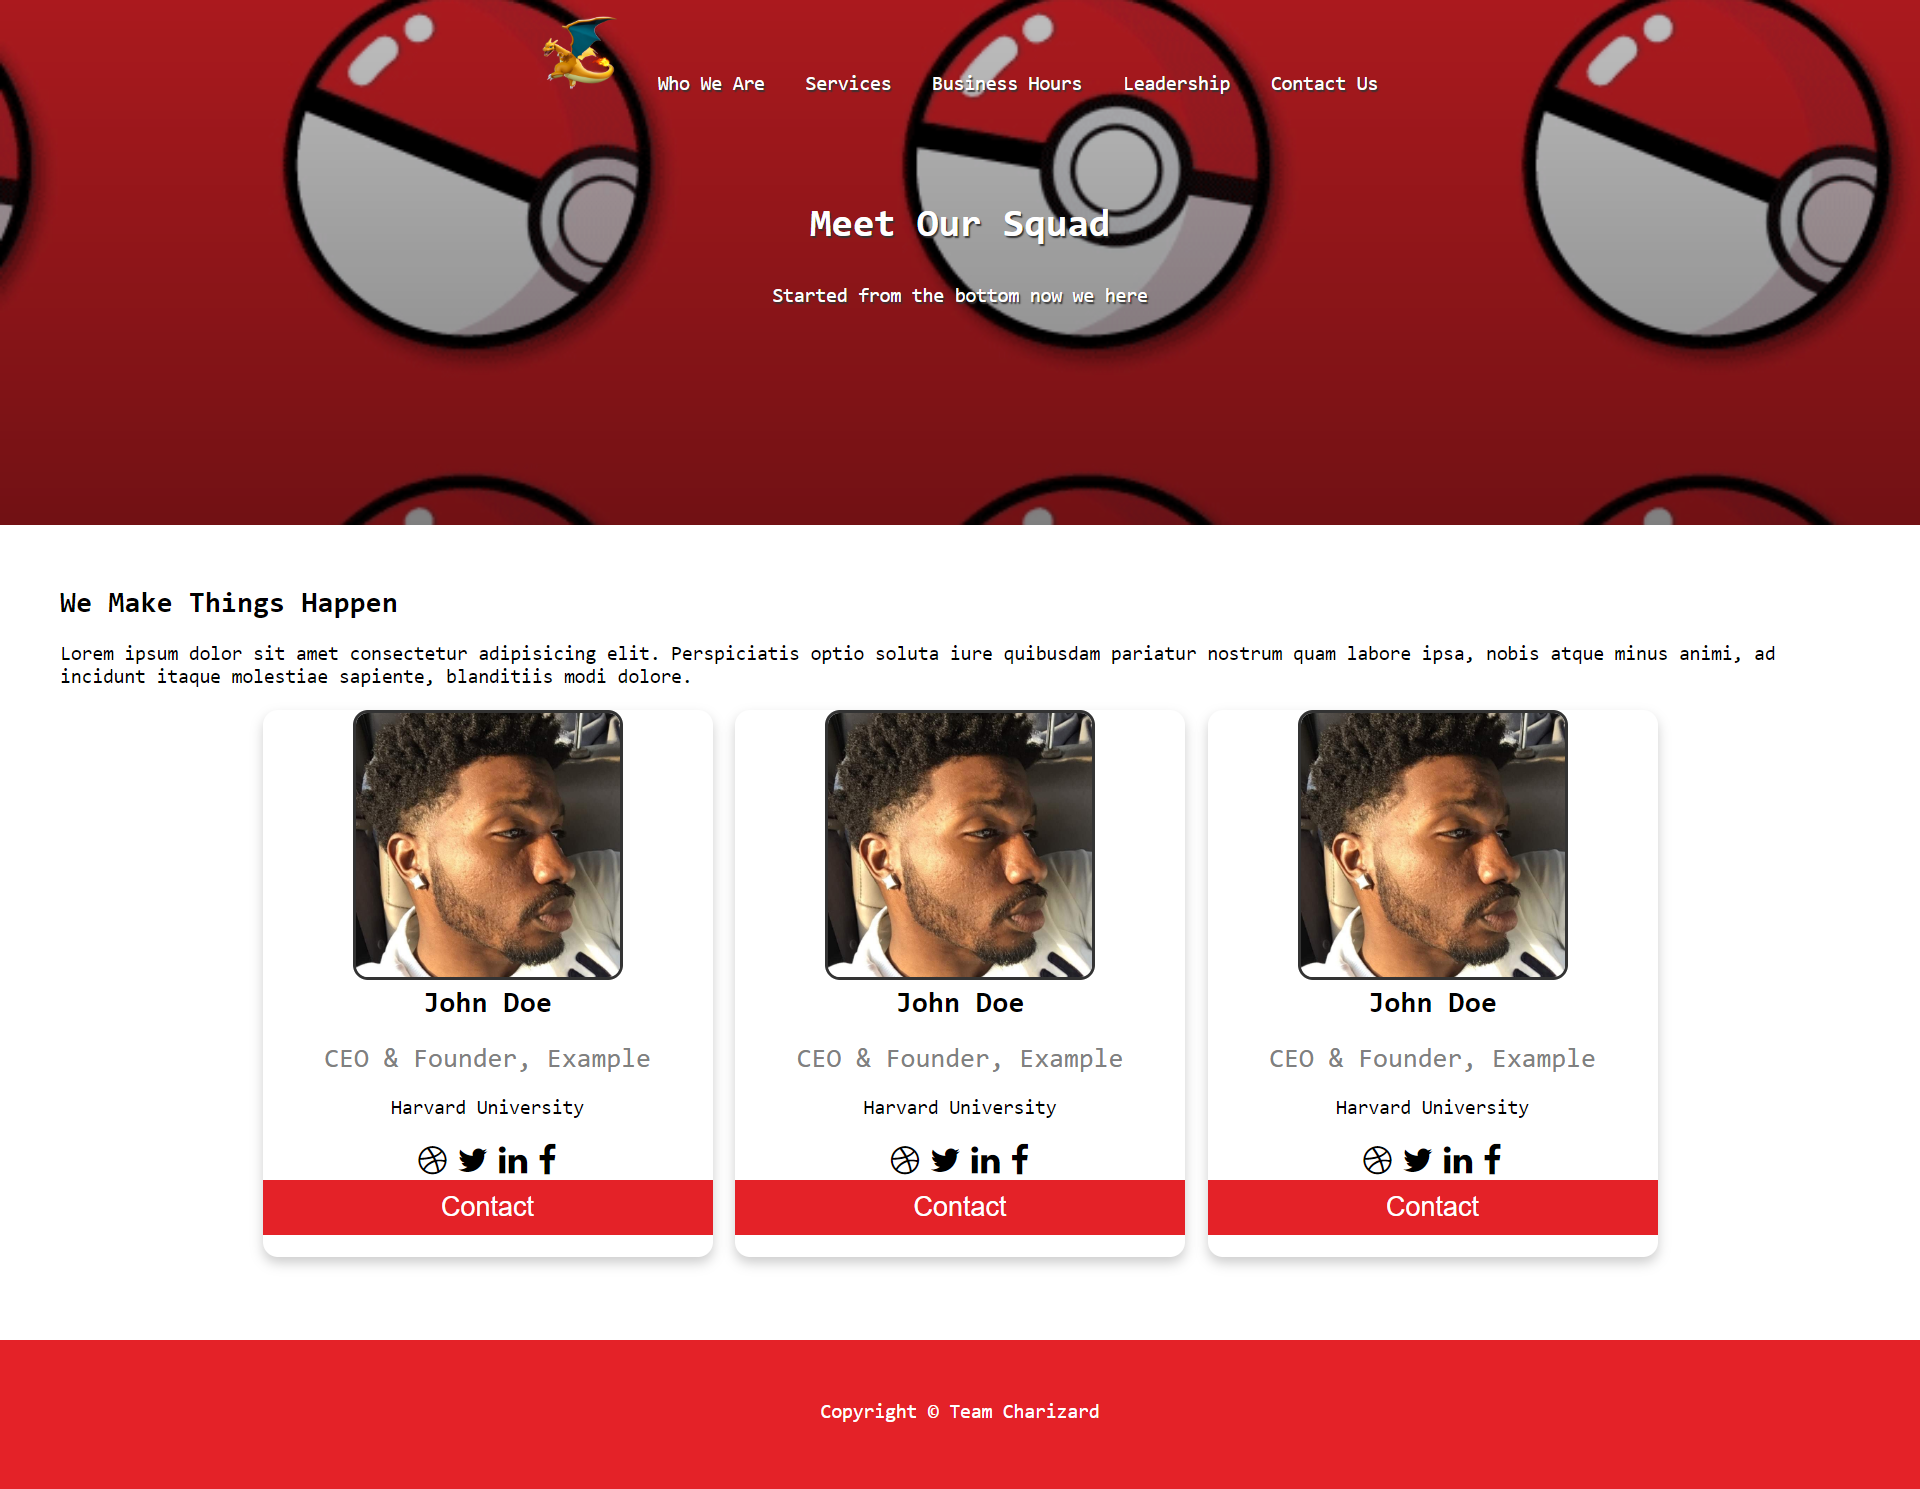 Who We Are Services Business Hours Leadership Contact Us
Meet Our Squad
Started from the bottom now we here
We Make Things Happen
Lorem ipsum dolor sit amet consectetur adipisicing elit. Perspiciatis optio soluta iure quibusdam pariatur nostrum quam labore ipsa, nobis atque minus animi, ad
incidunt itaque molestiae sapiente, blanditiis modi dolore.
John Doe
CEO & Founder, Example
Harvard University
Contact
John Doe
CEO & Founder, Example
Harvard University
Contact
John Doe
CEO & Founder, Example
Harvard University
Contact
Copyright © Team Charizard